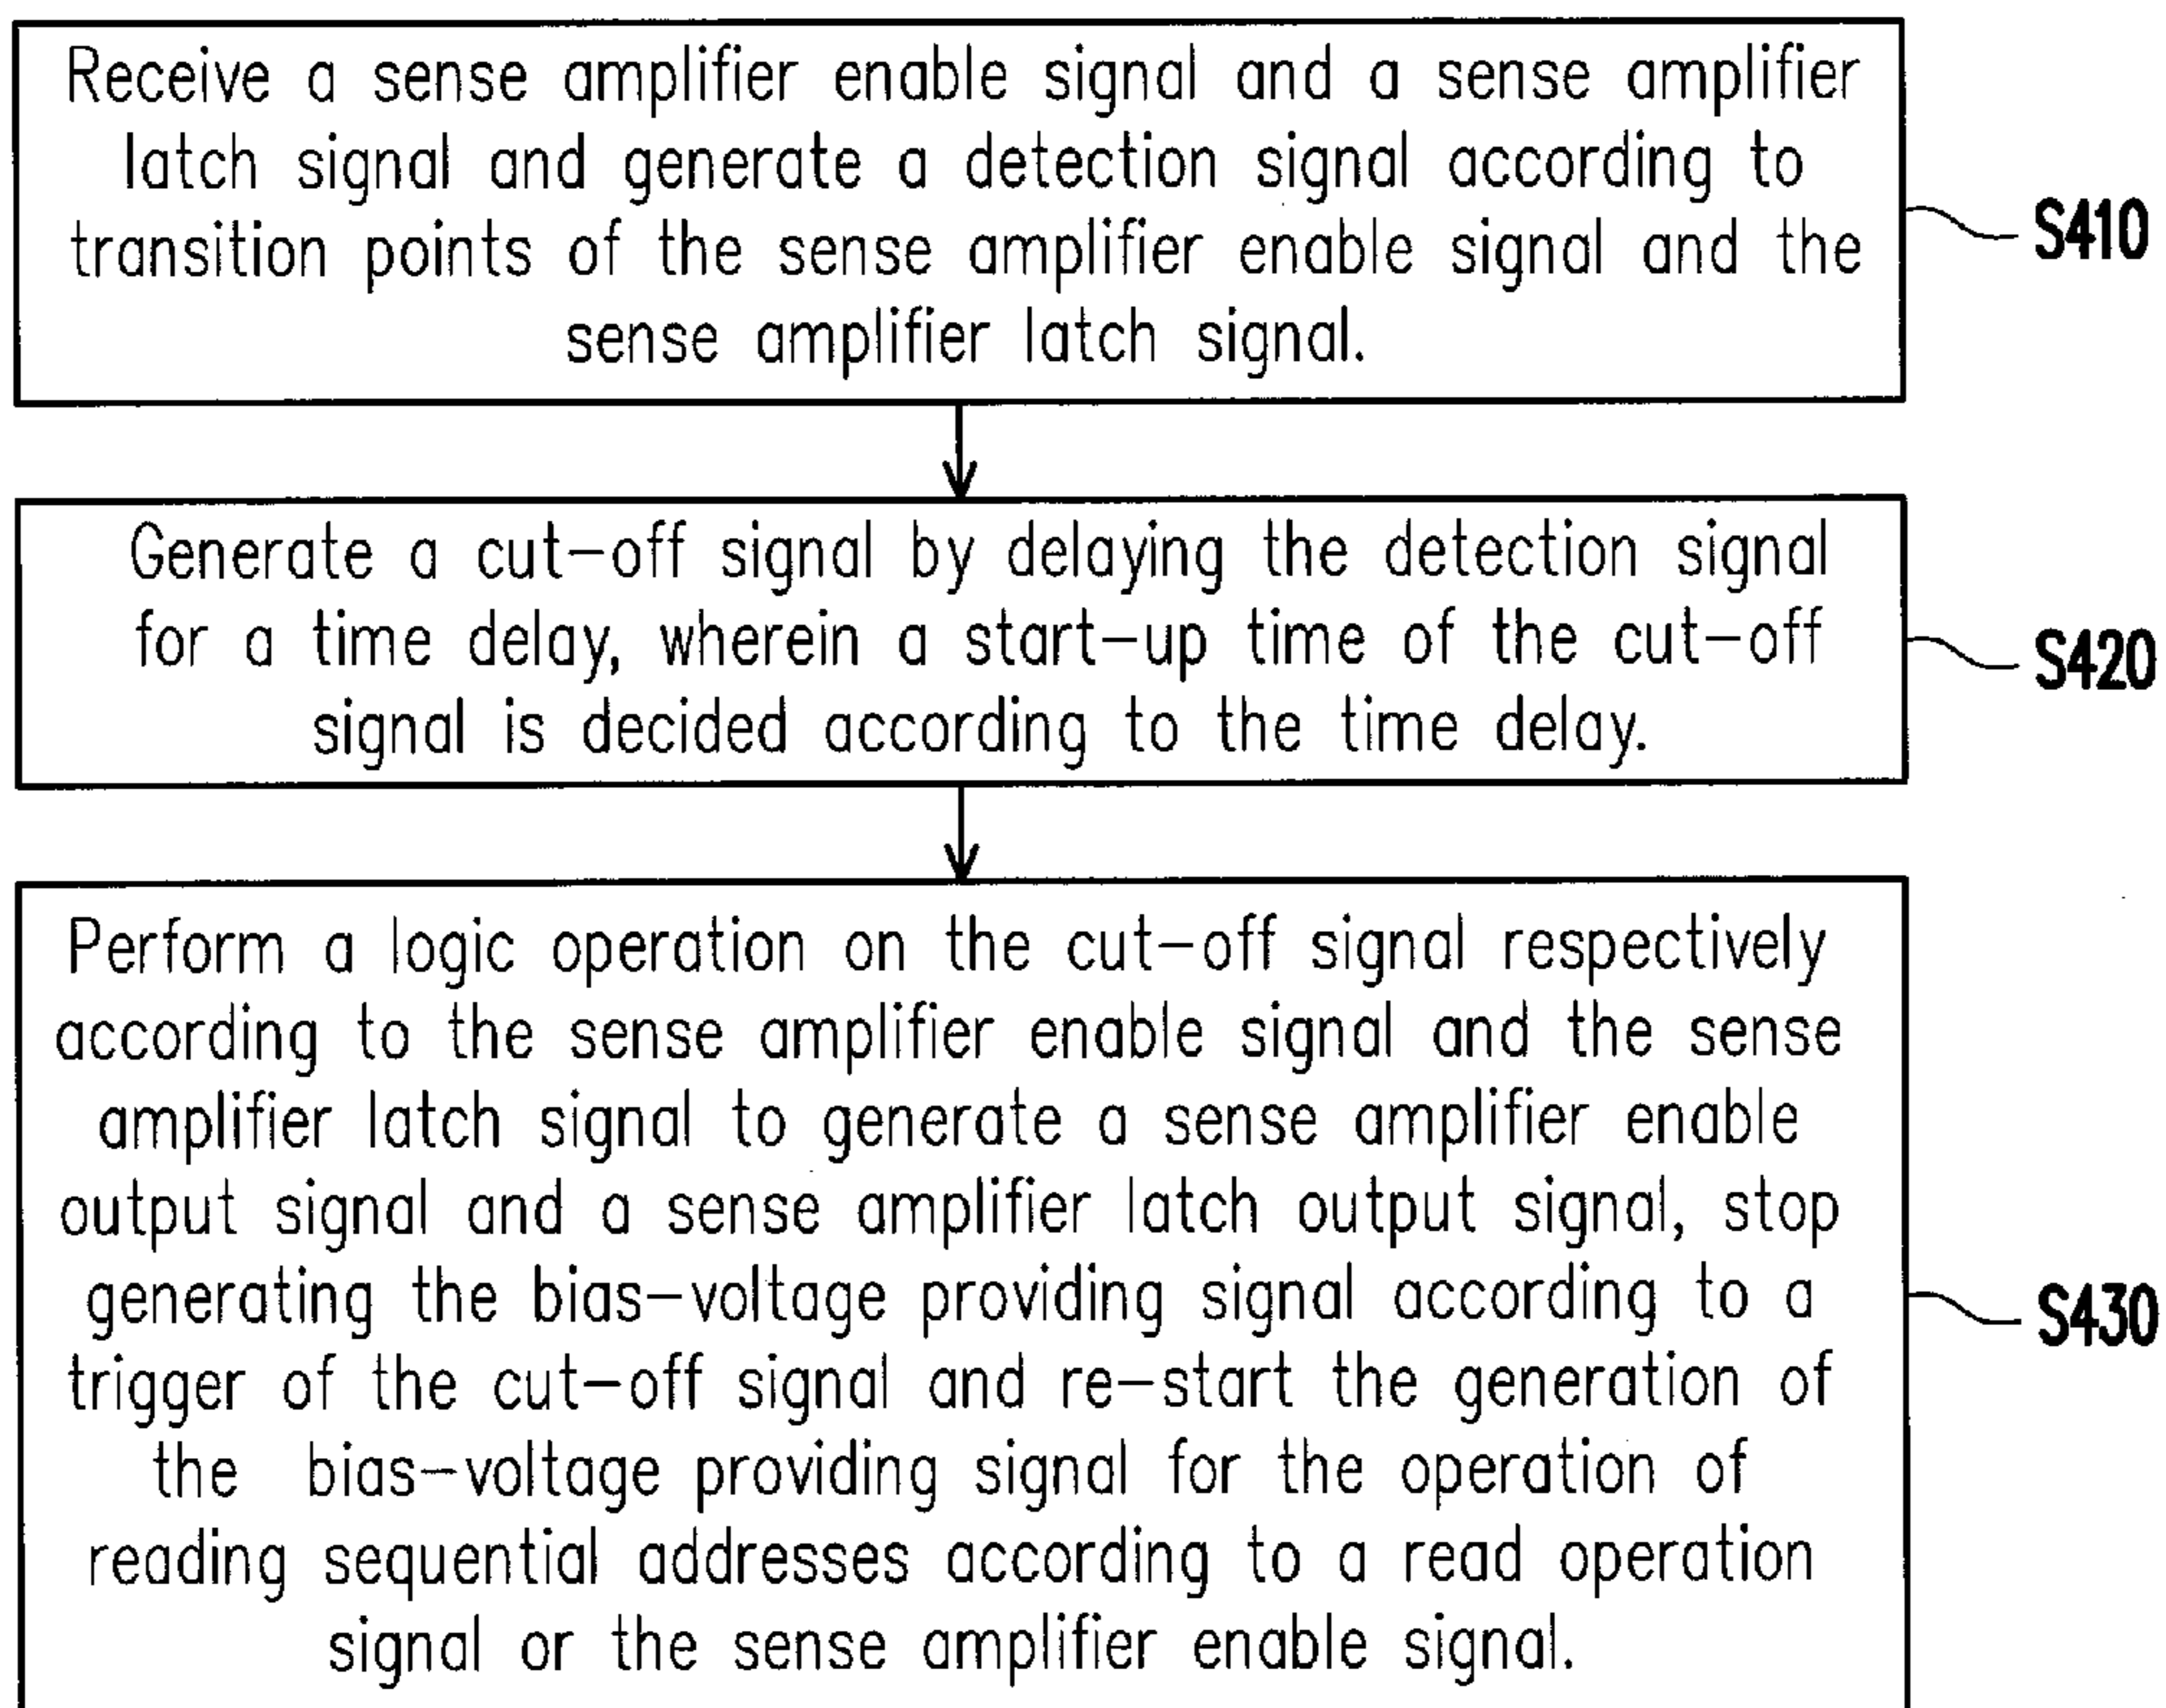 Receive a sense amplifier enable signal and a sense amplifier
latch signal and generate a detection signal according to
transition points of the sense amplifier enable signal and the
sense amplifier latch signal.
S410
Generate a cut-off signal by delaying the detection signal
for a time delay, wherein a start-up time of the cut-off
signal is decided according to the time delay.
S420
Perform a logic operation on the cut-off signal respectively
according to the sense amplifier enable signal and the sense
amplifier latch signal to generate a sense amplifier enable
output signal and a sense amplifier latch output signal, stop
generating the bias-voltage providing signal according to a
trigger of the cut-off signal and re-start the generation of
the bias-voltage providing signal for the operation of
reading sequential addresses according to a read operation
signal or the sense amplifier enable signal.
S430